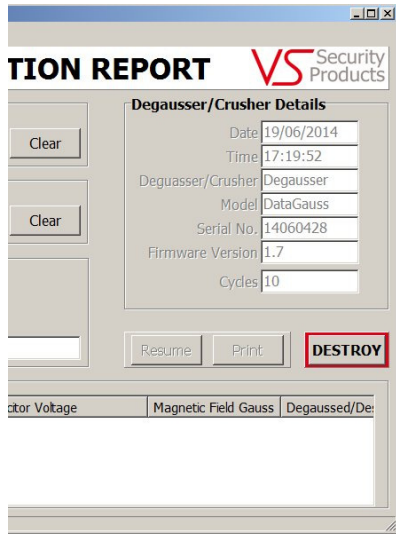 TION REPORT
VS Security
Products
Degausser/Crusher Details
Clear
Date 19/06/2014
Time 17:19:52
Deguasser/Crusher Degausser
Model DataGauss
Clear
Serial No. 14060428
Firmware Version 1.7
Cycles 10
Resume Print DESTROY
citor Voltage Magnetic Field Gauss Degaussed/De